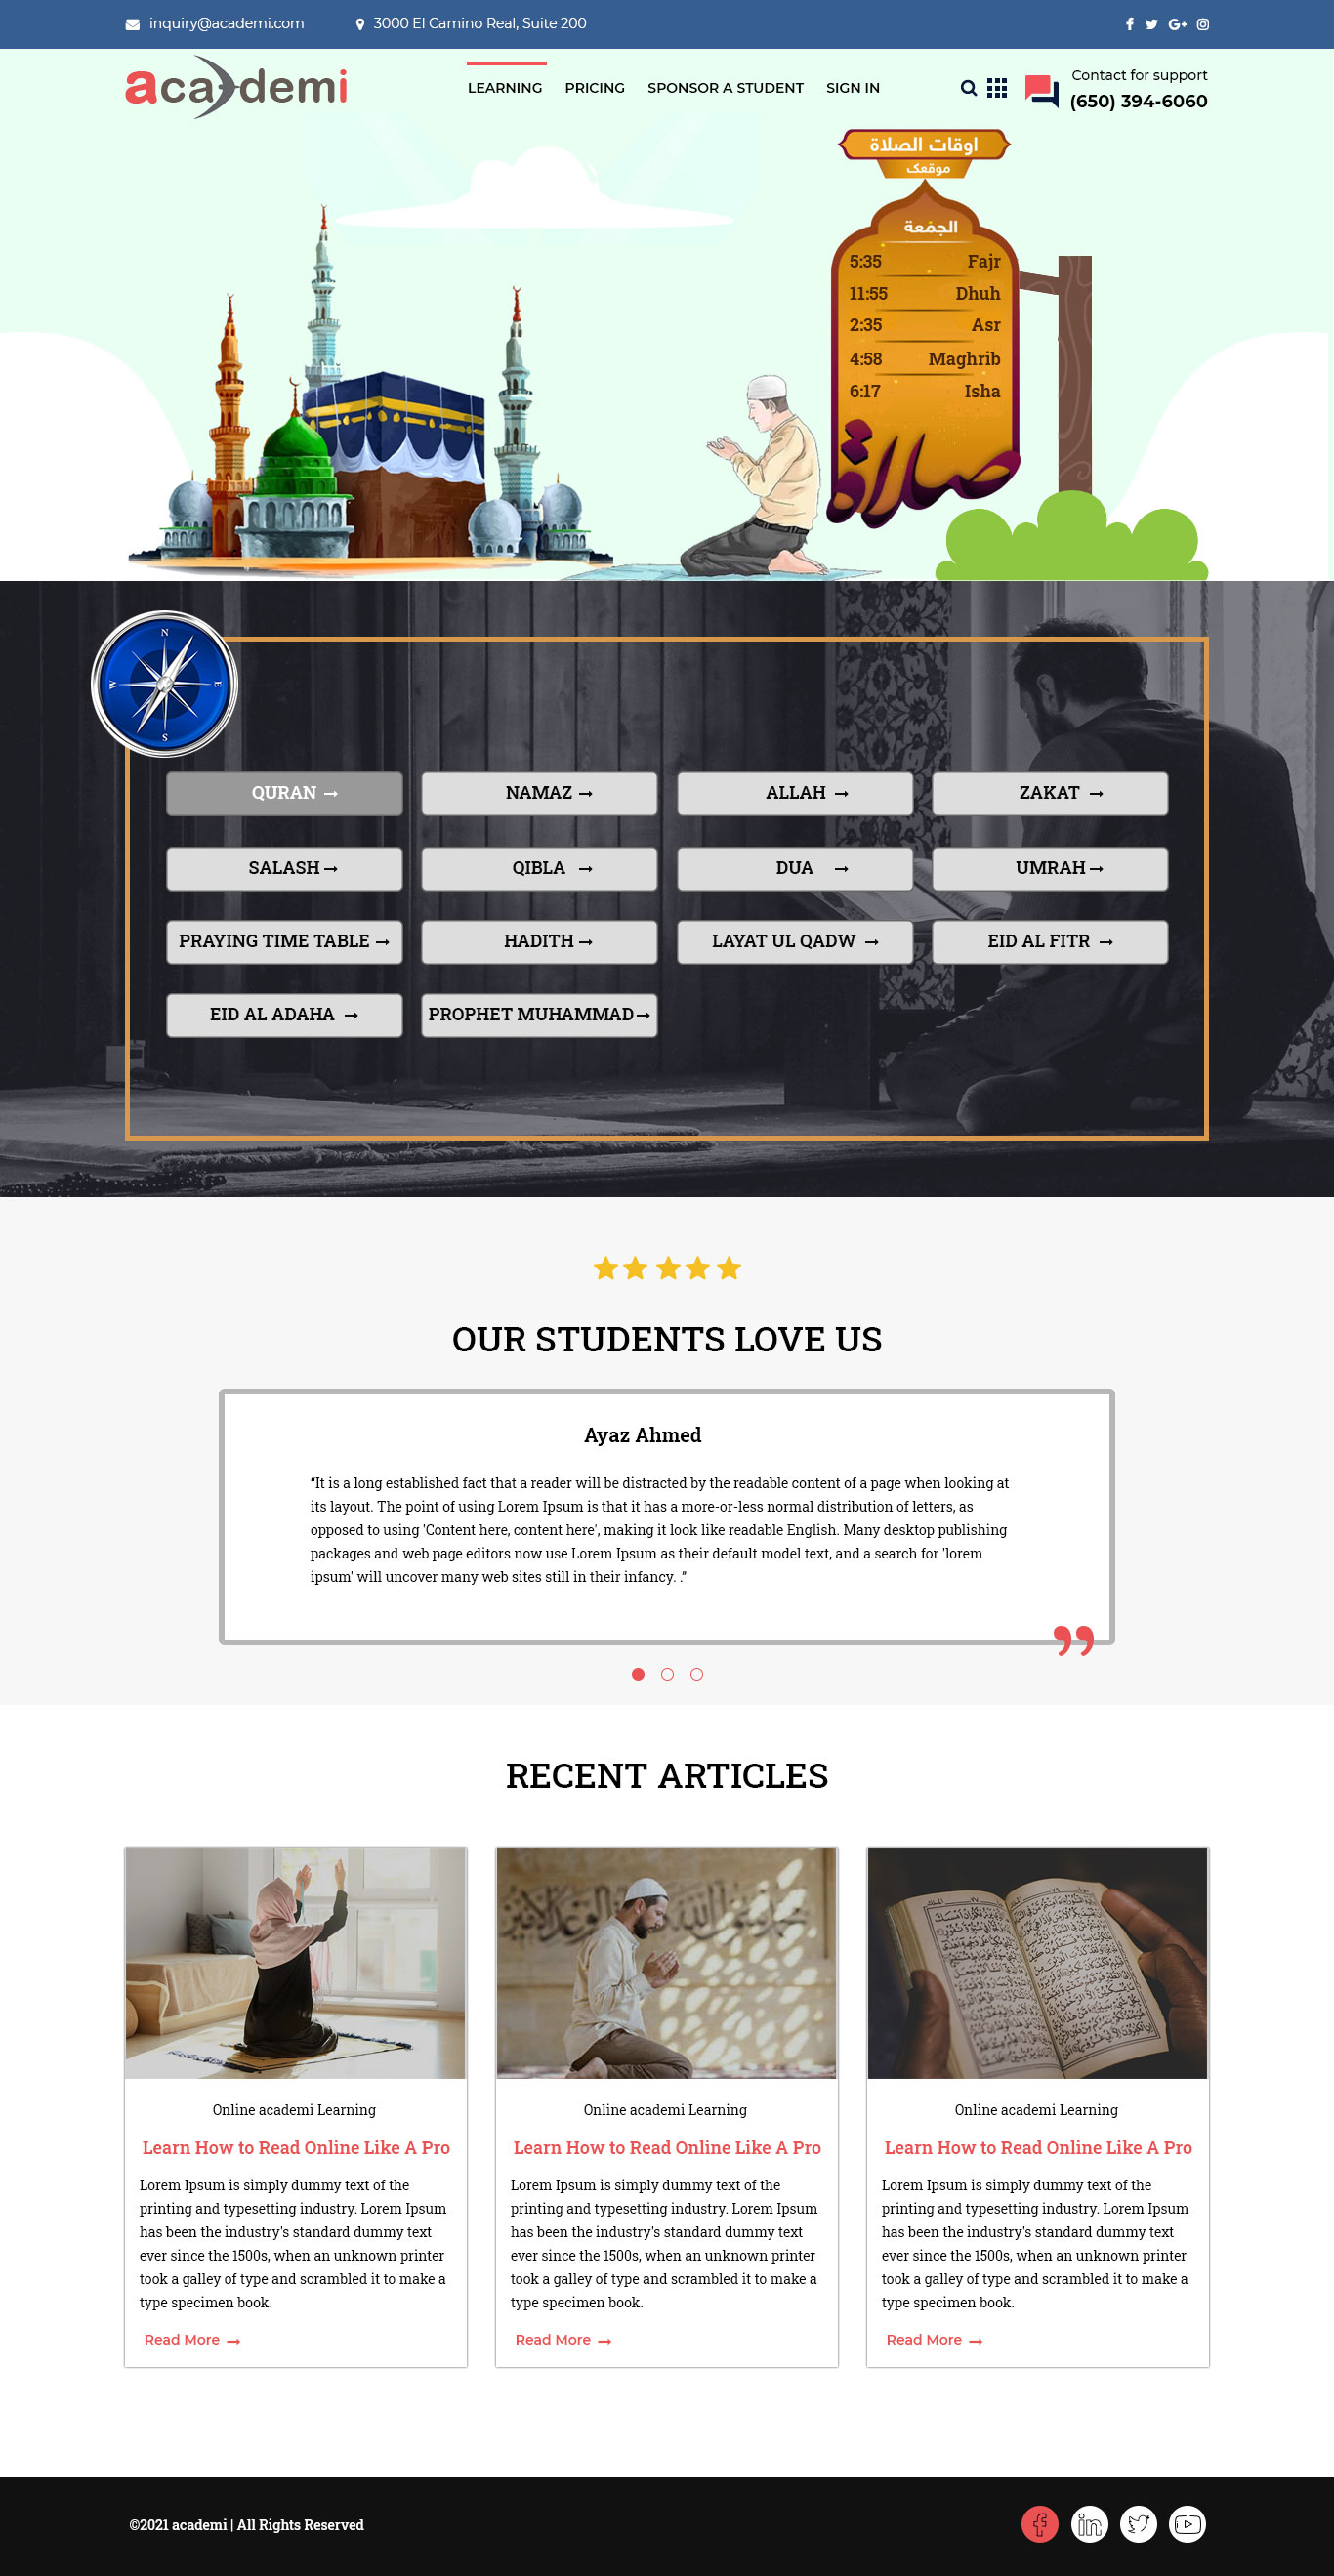 inquiry@academi.com
3000 El Camino Real, Suite 200
academi
LEARNING PRICING SPONSOR A STUDENT SIGN IN
Contact for support
(650) 394-6060
اوقات الصلاة
موقعك
الجمعة
5:35 Fajr
11:55 Dhuh
2:35 Asr
4:58 Maghrib
6:17 Isha
صلاة
N
W E
S
QURAN
NAMAZ
ALLAH
ZAKAT
SALASH
QIBLA
DUA
UMRAH
PRAYING TIME TABLE
HADITH
LAYAT UL QADW
EID AL FITR
EID AL ADAHA
PROPHET MUHAMMAD
OUR STUDENTS LOVE US
Ayaz Ahmed
“It is a long established fact that a reader will be distracted by the readable content of a page when looking at
its layout. The point of using Lorem Ipsum is that it has a more-or-less normal distribution of letters, as
opposed to using 'Content here, content here', making it look like readable English. Many desktop publishing
packages and web page editors now use Lorem Ipsum as their default model text, and a search for 'lorem
ipsum' will uncover many web sites still in their infancy. .”
RECENT ARTICLES
Online academi Learning
Learn How to Read Online Like A Pro
Lorem Ipsum is simply dummy text of the
printing and typesetting industry. Lorem Ipsum
has been the industry's standard dummy text
ever since the 1500s, when an unknown printer
took a galley of type and scrambled it to make a
type specimen book.
Read More
Online academi Learning
Learn How to Read Online Like A Pro
Lorem Ipsum is simply dummy text of the
printing and typesetting industry. Lorem Ipsum
has been the industry's standard dummy text
ever since the 1500s, when an unknown printer
took a galley of type and scrambled it to make a
type specimen book.
Read More
Online academi Learning
Learn How to Read Online Like A Pro
Lorem Ipsum is simply dummy text of the
printing and typesetting industry. Lorem Ipsum
has been the industry's standard dummy text
ever since the 1500s, when an unknown printer
took a galley of type and scrambled it to make a
type specimen book.
Read More
©2021 academi | All Rights Reserved